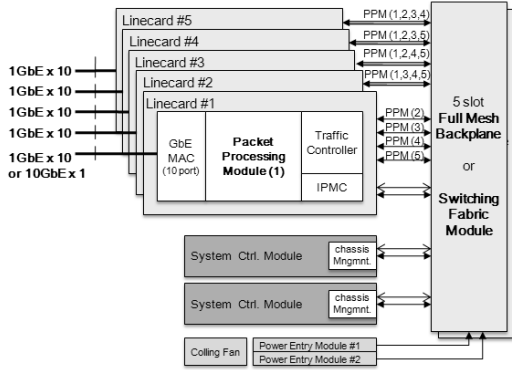 Linecard #5
PPM (1,2,3,4)
Linecard #4
PPM (1,2,3,5)
Linecard #3
PPM (1,2,4,5)
1GbE x 10
Linecard #2
PPM (1,3,4,5)
1GbE x 10
Linecard #1
1GbE x 10
1GbE x 10
1GbE x 10
or 10GbE x 1
GbE
MAC
(10 port)
Packet
Processing
Module (1)
Traffic
Controller
IPMC
PPM (2)
PPM (3)
PPM (4)
PPM (5)
5 slot
Full Mesh
Backplane
or
Switching
Fabric
Module
System Ctrl. Module
chassis
Mngmnt.
System Ctrl. Module
chassis
Mngmnt.
Colling Fan
Power Entry Module #1
Power Entry Module #2